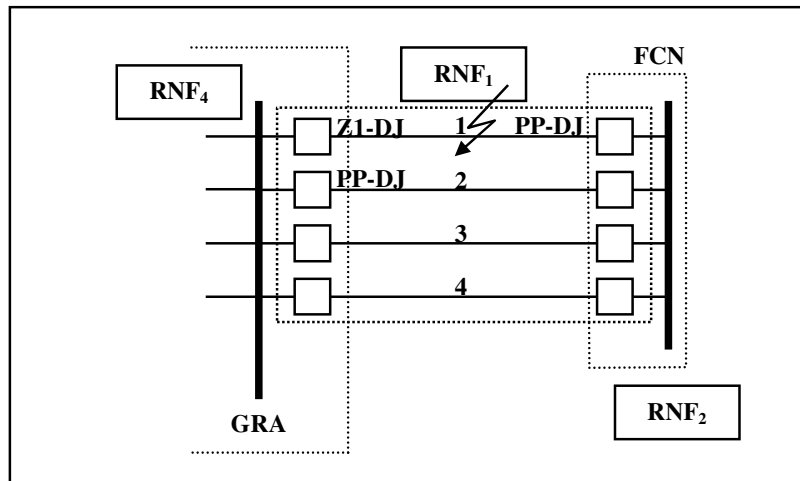 FCN
RNF₁
RNF₄
Z1-DJ 1 PP-DJ
PP-DJ 2
3
4
GRA
RNF₂